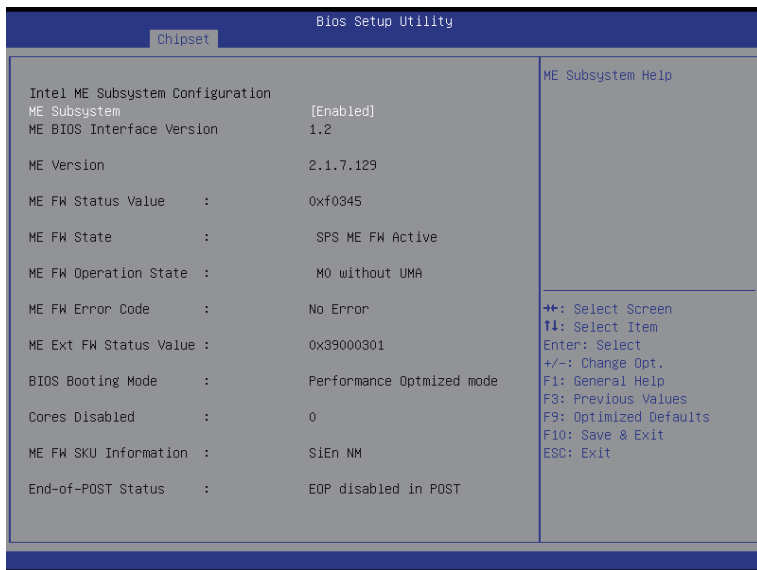 Bios Setup Utility
Chipset
Intel ME Subsystem Configuration
ME Subsystem [Enabled]
ME BIOS Interface Version 1.2
ME Version 2.1.7.129
ME FW Status Value : 0xf0345
ME FW State : SPS ME FW Active
ME FW Operation State : M0 without UMA
ME FW Error Code : No Error
ME Ext FW Status Value : 0x39000301
BIOS Booting Mode : Performance Optmized mode
Cores Disabled : 0
ME FW SKU Information : SiEn NM
End-of-POST Status : EOP disabled in POST
ME Subsystem Help
→←: Select Screen
↑↓: Select Item
Enter: Select
+/-: Change Opt.
F1: General Help
F3: Previous Values
F9: Optimized Defaults
F10: Save & Exit
ESC: Exit